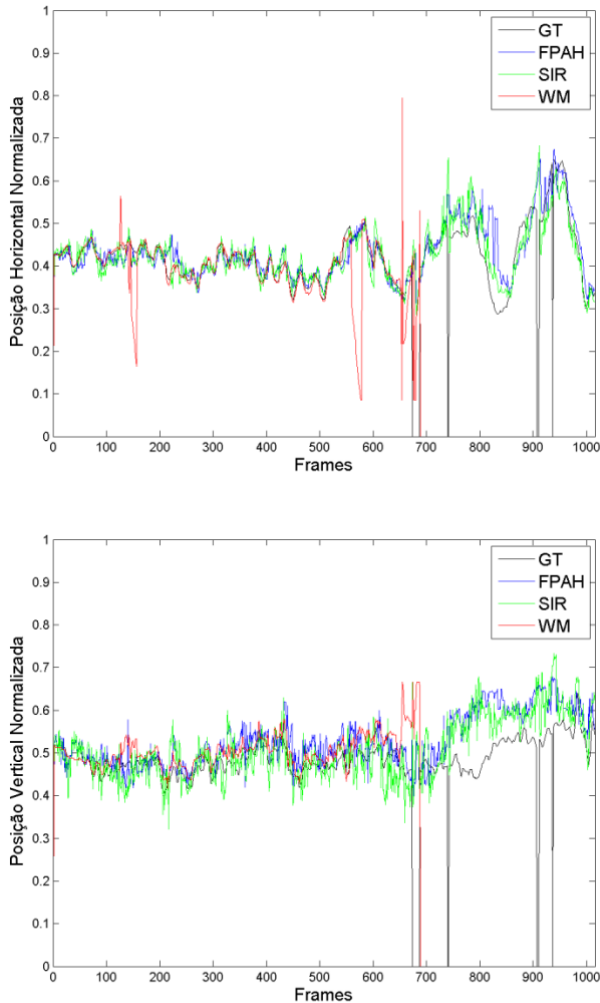 1
0.9
0.8
0.7
0.6
0.5
0.4
0.3
0.2
0.1
0
Posição Horizontal Normalizada
GT
FPAH
SIR
WM
0 100 200 300 400 500 600 700 800 900 1000
Frames
1
0.9
0.8
0.7
0.6
0.5
0.4
0.3
0.2
0.1
0
Posição Vertical Normalizada
GT
FPAH
SIR
WM
0 100 200 300 400 500 600 700 800 900 1000
Frames